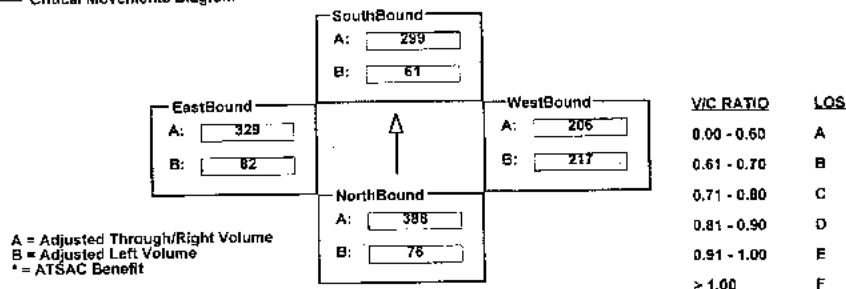 Critical Movements Diagram
SouthBound
A: 299
B: 61
EastBound
A: 329
B: 82
WestBound
A: 206
B: 217
NorthBound
A:
B: 76
A = Adjusted Through/Right Volume
B = Adjusted Left Volume
* = ATSAC Benefit
V/C RATIO LOS
0.00 - 0.60 A
0.61 - 0.70 B
0.71 - 0.80 C
0.81 - 0.90 D
0.91 - 1.00 E
> 1.00 F